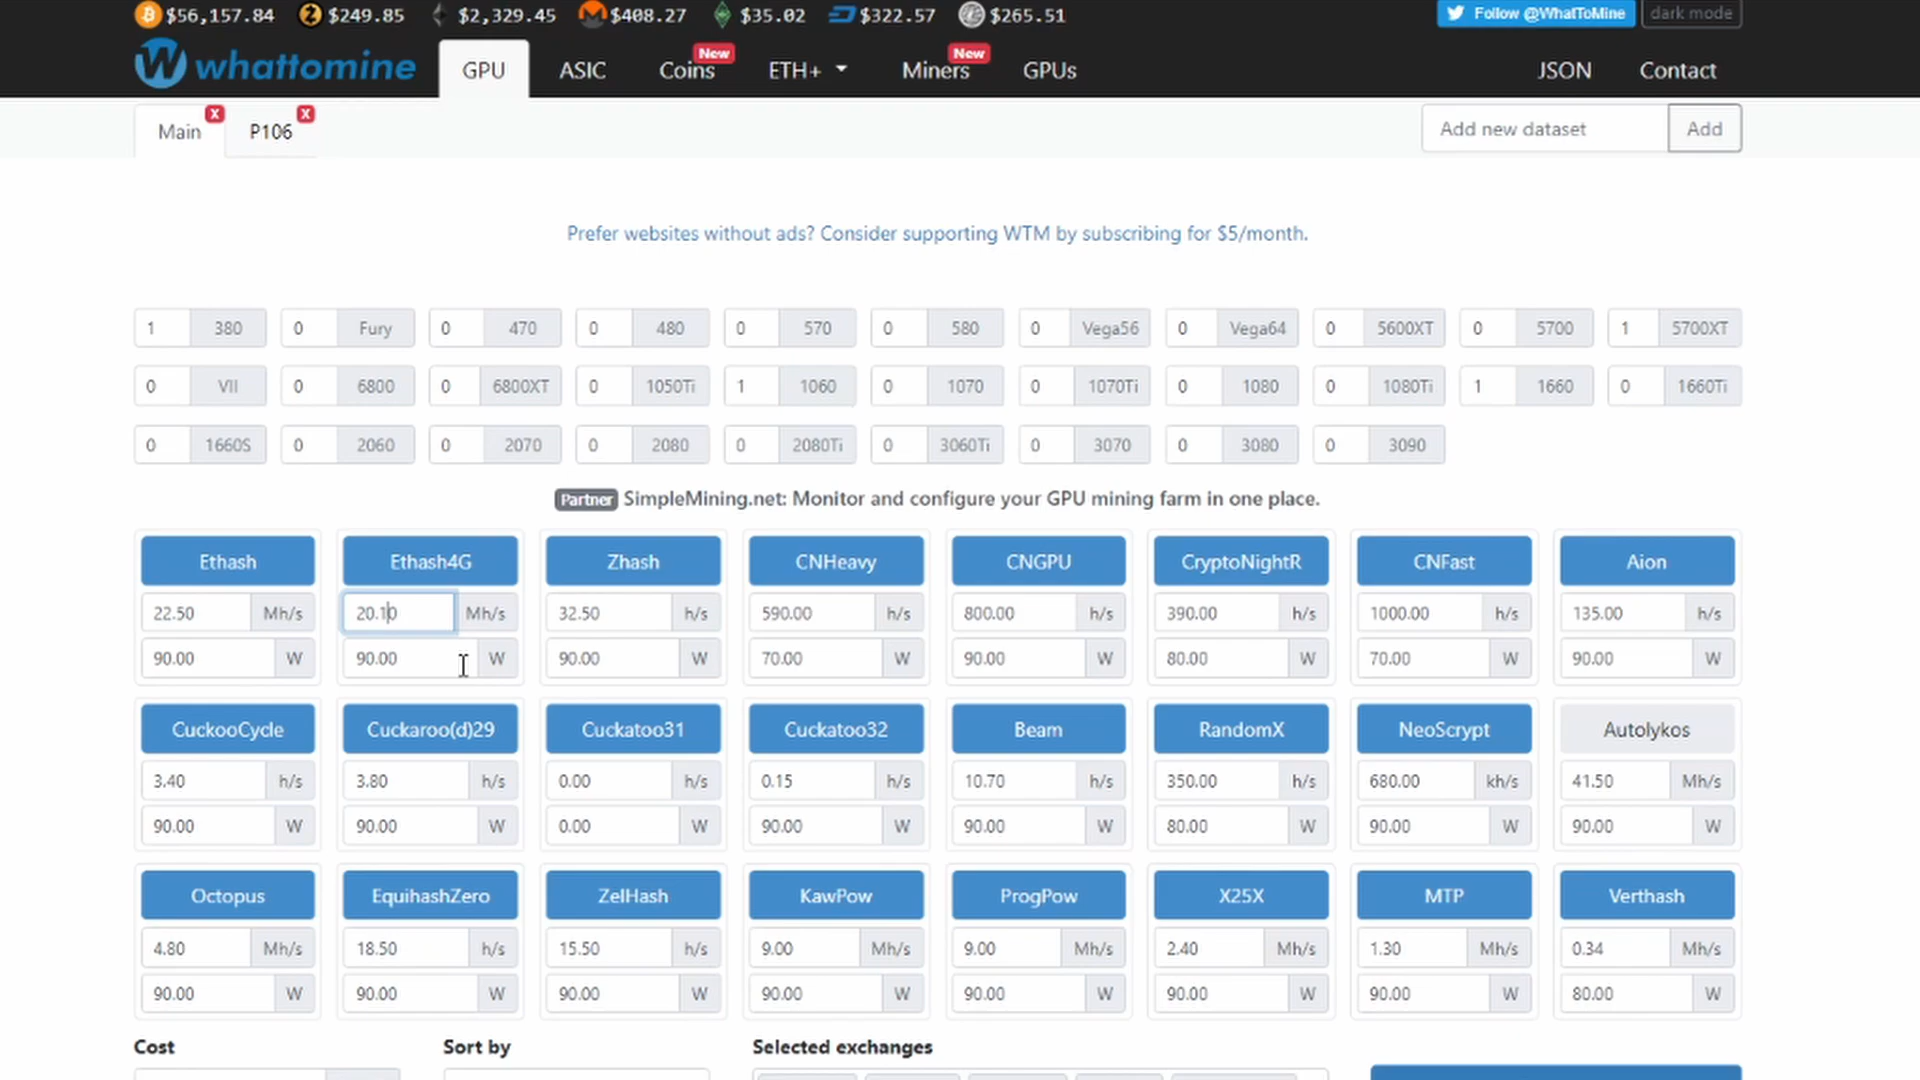 $56,157.84 $249.85 $2,329.45 $408.27 $35.02 $322.57 $265.51 Follow @WhatToMine dark mode
whattomine GPU ASIC Coins New ETH+ Miners New GPUs JSON Contact
Main x P106 x Add new dataset Add
Prefer websites without ads? Consider supporting WTM by subscribing for $5/month.
1 380 0 Fury 0 470 0 480 0 570 0 580 0 Vega56 0 Vega64 0 5600XT 0 5700 1 5700XT
0 VII 0 6800 0 6800XT 0 1050Ti 1 1060 0 1070 0 1070Ti 0 1080 0 1080Ti 1 1660 0 1660Ti
0 1660S 0 2060 0 2070 0 2080 0 2080Ti 0 3060Ti 0 3070 0 3080 0 3090
Partner SimpleMining.net: Monitor and configure your GPU mining farm in one place.
Ethash Ethash4G Zhash CNHeavy CNGPU CryptoNightR CNFast Aion
22.50 Mh/s 20.10 Mh/s 32.50 h/s 590.00 h/s 800.00 h/s 390.00 h/s 1000.00 h/s 135.00 h/s
90.00 W 90.00 W 90.00 W 70.00 W 90.00 W 80.00 W 70.00 W 90.00 W
CuckooCycle Cuckaroo(d)29 Cuckatoo31 Cuckatoo32 Beam RandomX NeoScrypt Autolykos
3.40 h/s 3.80 h/s 0.00 h/s 0.15 h/s 10.70 h/s 350.00 h/s 680.00 kh/s 41.50 Mh/s
90.00 W 90.00 W 0.00 W 90.00 W 90.00 W 80.00 W 90.00 W 90.00 W
Octopus EquihashZero ZelHash KawPow ProgPow X25X MTP Verthash
4.80 Mh/s 18.50 h/s 15.50 h/s 9.00 Mh/s 9.00 Mh/s 2.40 Mh/s 1.30 Mh/s 0.34 Mh/s
90.00 W 90.00 W 90.00 W 90.00 W 90.00 W 90.00 W 90.00 W 80.00 W
Cost Sort by Selected exchanges